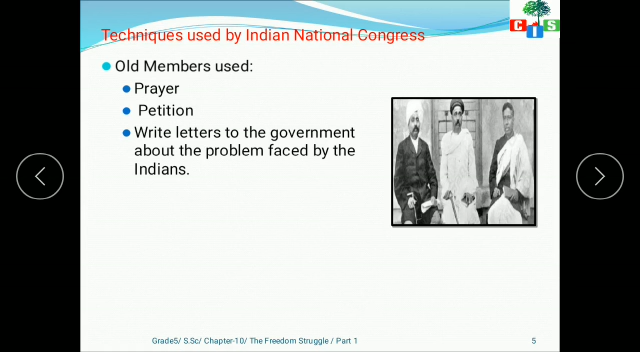 Techniques used by Indian National Congress
CIS
Old Members used:
Prayer
Petition
Write letters to the government
about the problem faced by the
Indians.
Grade5/ S.Sc/ Chapter-10/ The Freedom Struggle / Part 1
5